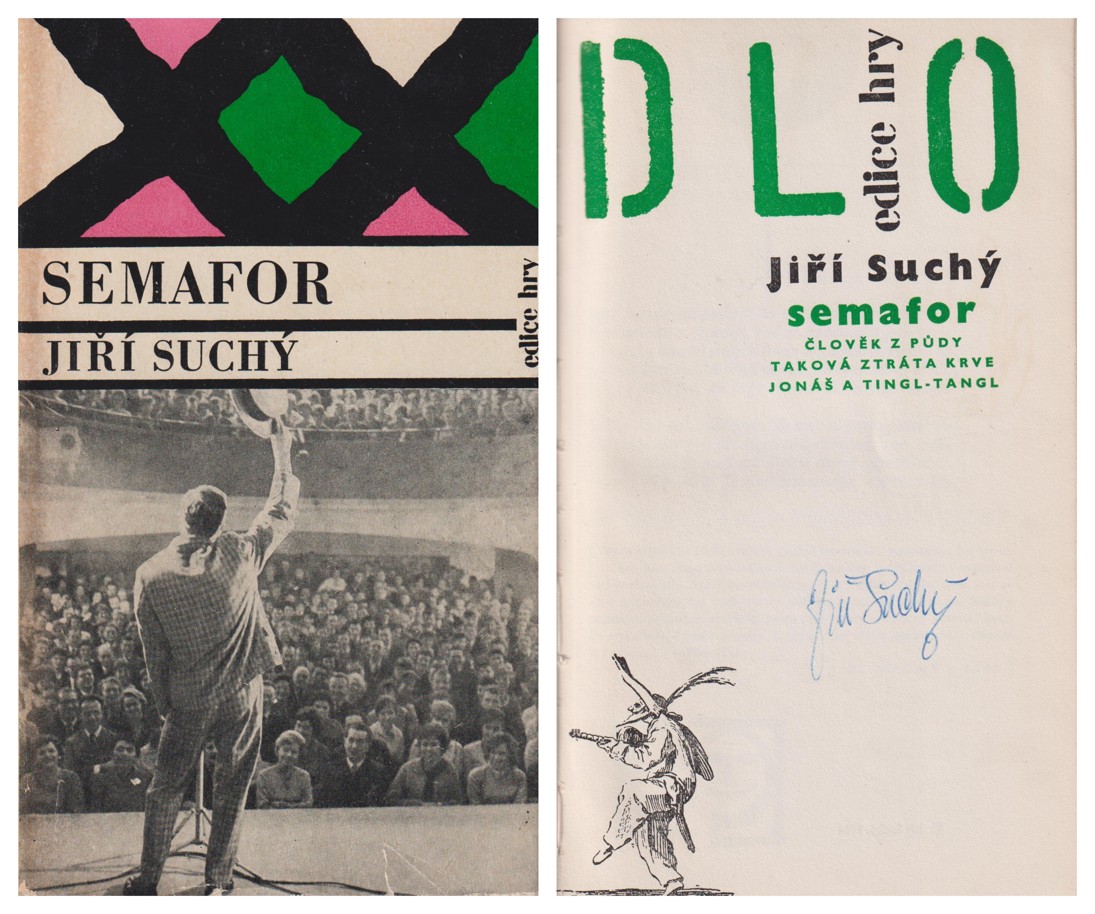 SEMAFOR
JIŘÍ SUCHÝ
edice hry
DLO
edice hry
Jiří Suchý
semafor
ČLOVĚK Z PŮDY
TAKOVÁ ZTRÁTA KRVE
JONÁŠ A TINGL-TANGL
Jiří Suchý